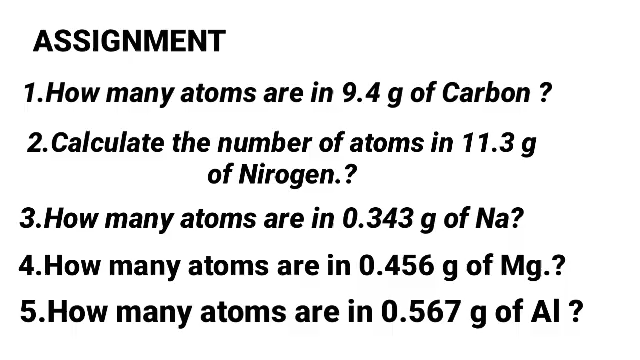 ASSIGNMENT
1.How many atoms are in 9.4 g of Carbon ?
2.Calculate the number of atoms in 11.3 g
of Nirogen.?
3.How many atoms are in 0.343 g of Na?
4.How many atoms are in 0.456 g of Mg.?
5.How many atoms are in 0.567 g of Al ?